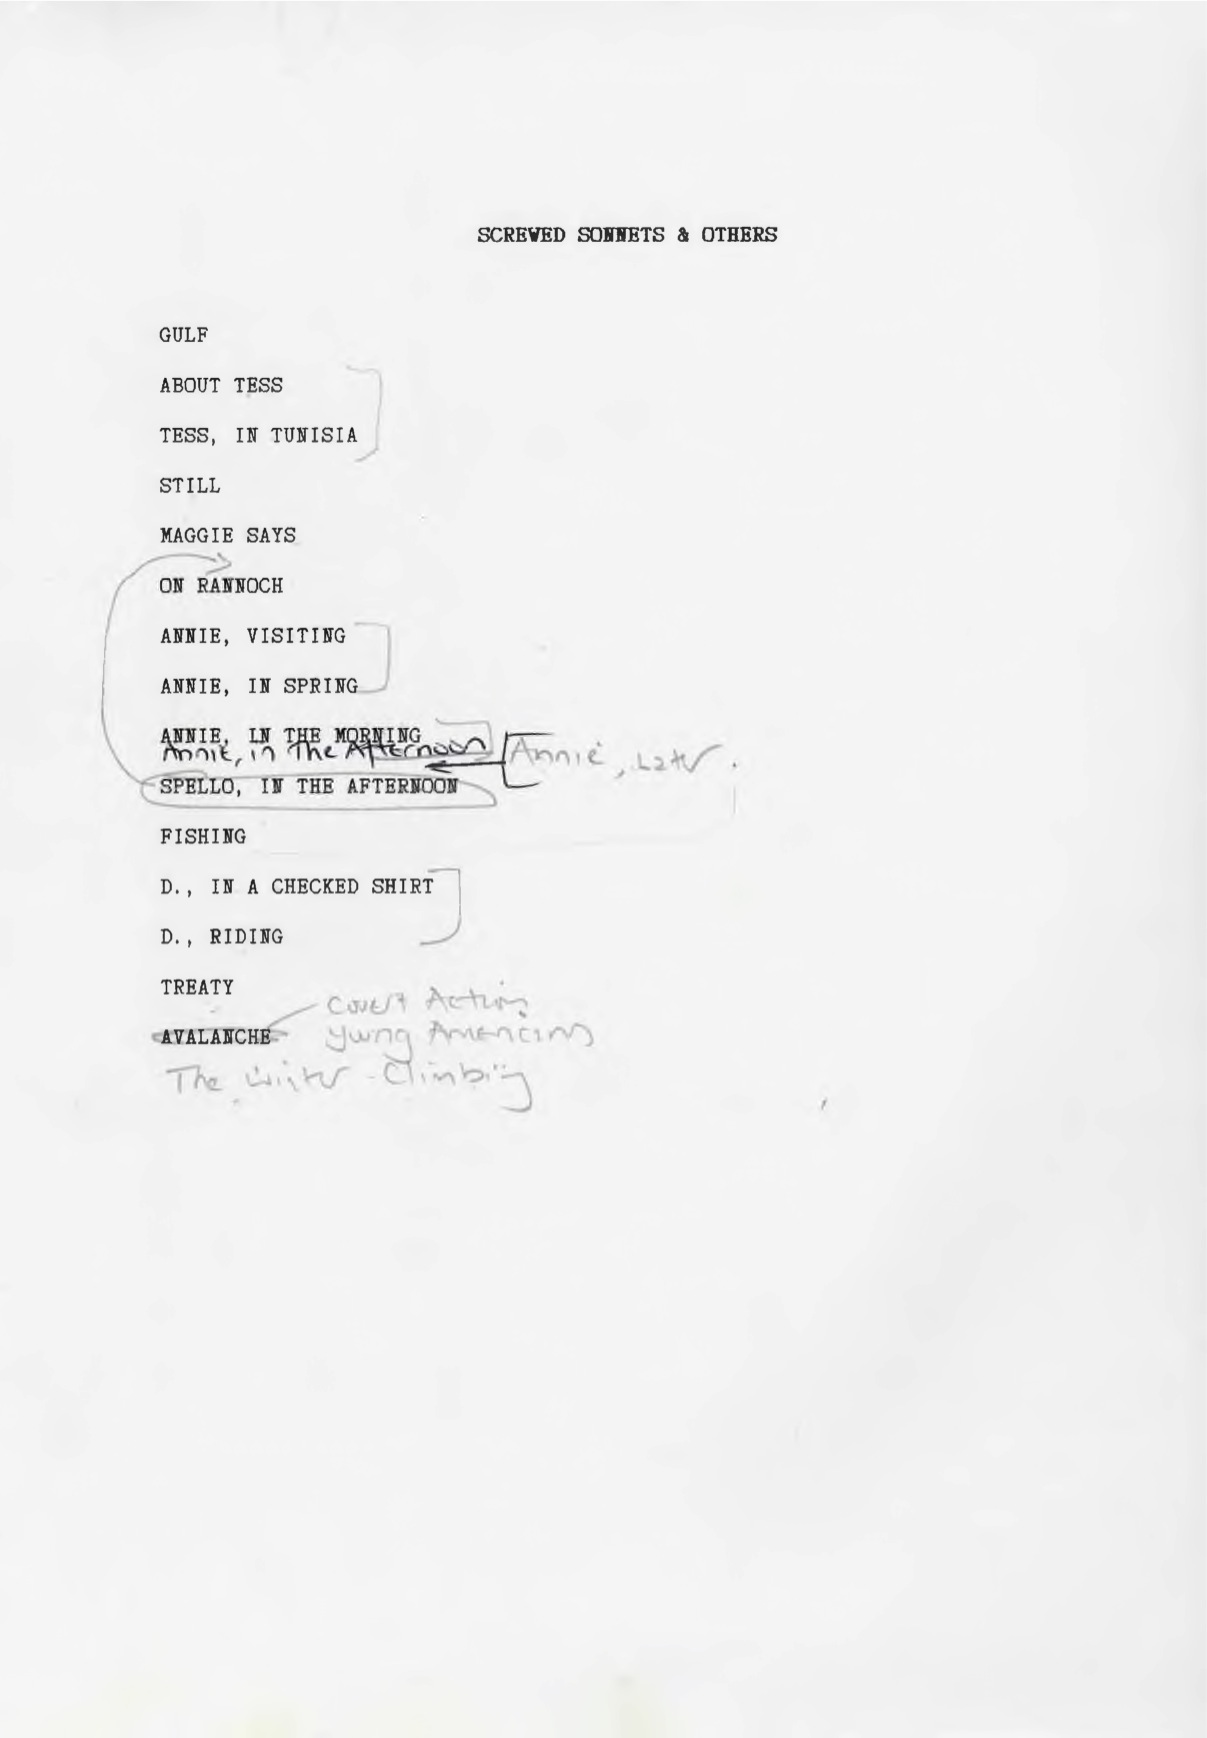 SCREWED SONNETS & OTHERS
GULF
ABOUT TESS
TESS, IN TUNISIA
STILL
MAGGIE SAYS
ON RANNOCH
ANNIE, VISITING
ANNIE, IN SPRING
ANNIE, IN THE MORNING
Annie, in The Afternoon
Annie, Later.
SPELLO, IN THE AFTERNOON
FISHING
D., IN A CHECKED SHIRT
D., RIDING
TREATY
Covert Action
AVALANCHE
Young Americans
The Winter Climbing